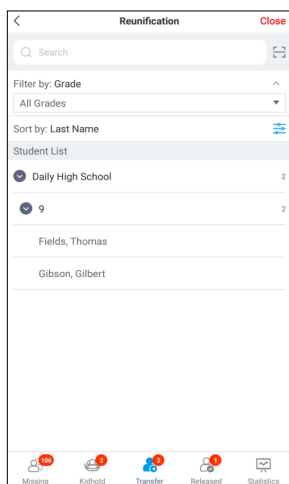 Reunification Close
Search
Filter by: Grade
All Grades
Sort by: Last Name
Student List
Daily High School 2
9 2
Fields, Thomas
Gibson, Gilbert
106 2 2 1
Missing Kidhold Transfer Released Statistics